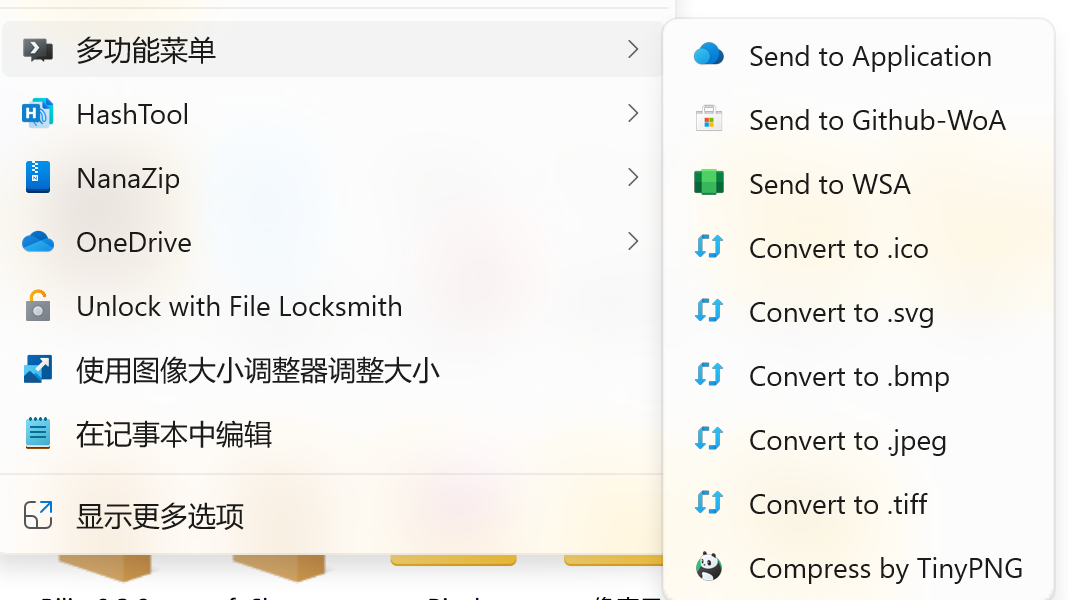 多功能菜单
HashTool
NanaZip
OneDrive
Unlock with File Locksmith
使用图像大小调整器调整大小
在记事本中编辑
显示更多选项
Send to Application
Send to Github-WoA
Send to WSA
Convert to .ico
Convert to .svg
Convert to .bmp
Convert to .jpeg
Convert to .tiff
Compress by TinyPNG